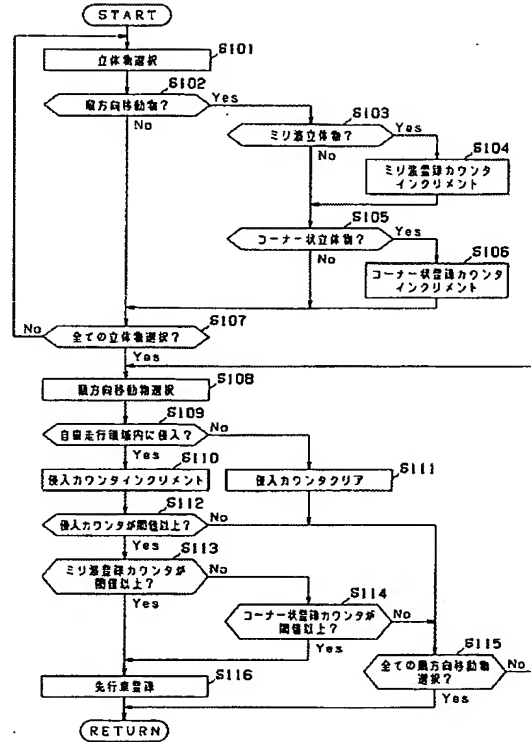 START
S101
立体物選択
S102
順方向移動物?
Yes
No
S103
ミリ波立体物?
Yes
No
S104
ミリ波登録カウンタ
インクリメント
S105
コーナー状立体物?
Yes
No
S106
コーナー状登録カウンタ
インクリメント
S107
No
全ての立体物選択?
Yes
S108
順方向移動物選択
S109
自車走行領域内に侵入?
No
Yes
S110
侵入カウンタインクリメント
S111
侵入カウンタクリア
S112
侵入カウンタが閾値以上?
No
Yes
S113
ミリ波登録カウンタが
閾値以上?
No
Yes
S114
コーナー状登録カウンタが
閾値以上?
No
Yes
S115
全ての順方向移動物
選択?
No
Yes
S116
先行車登録
RETURN